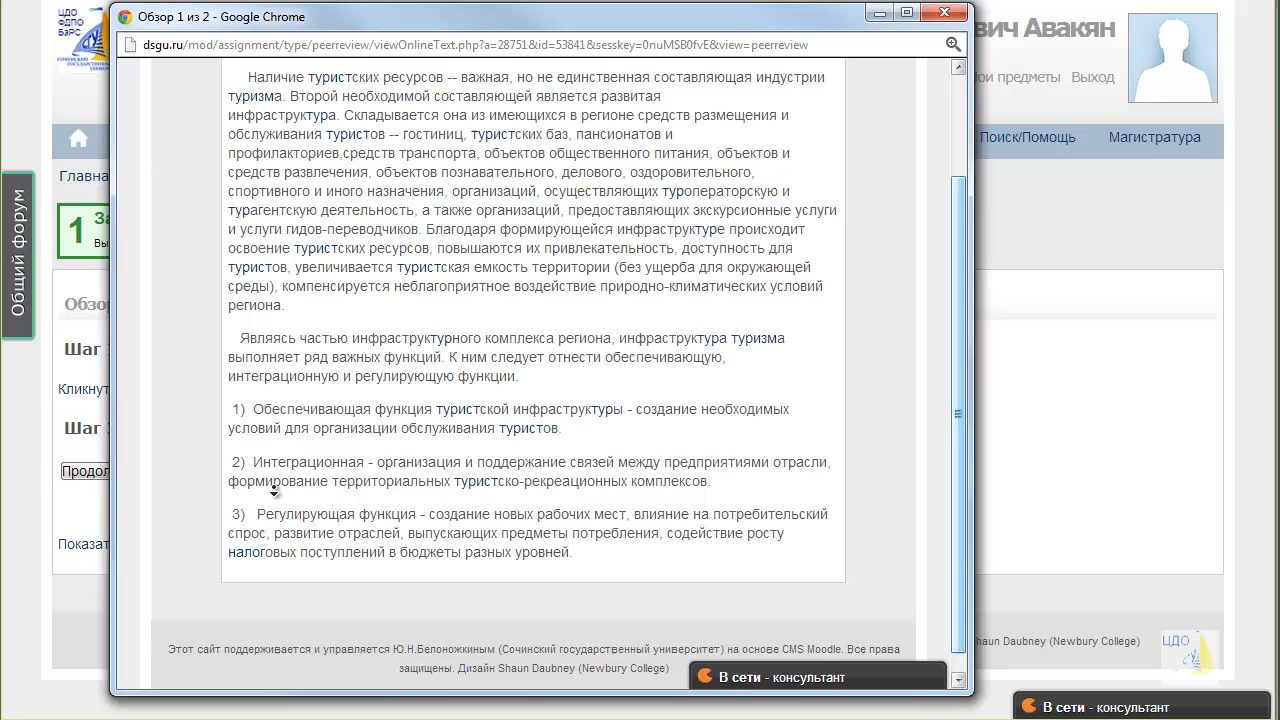 Обзор 1 из 2 - Google Chrome
dsgu.ru/mod/assignment/type/peerreview/viewOnlineText.php?a=28751&id=53841&sesskey=0nuMSB0fvE&view=peerreview
ЦДО
ФДПО
БаРС
вич Авакян
Мои предметы Выход
Поиск/Помощь Магистратура
Главна
Общий форум
1 За
Вы
Обзо
Шаг
Кликнут
Шаг
Продол
Показат
Наличие туристских ресурсов -- важная, но не единственная составляющая индустрии
туризма. Второй необходимой составляющей является развитая
инфраструктура. Складывается она из имеющихся в регионе средств размещения и
обслуживания туристов -- гостиниц, туристских баз, пансионатов и
профилакториев,средств транспорта, объектов общественного питания, объектов и
средств развлечения, объектов познавательного, делового, оздоровительного,
спортивного и иного назначения, организаций, осуществляющих туроператорскую и
турагентскую деятельность, а также организаций, предоставляющих экскурсионные услуги
и услуги гидов-переводчиков. Благодаря формирующейся инфраструктуре происходит
освоение туристских ресурсов, повышаются их привлекательность, доступность для
туристов, увеличивается туристская емкость территории (без ущерба для окружающей
среды), компенсируется неблагоприятное воздействие природно-климатических условий
региона.
Являясь частью инфраструктурного комплекса региона, инфраструктура туризма
выполняет ряд важных функций. К ним следует отнести обеспечивающую,
интеграционную и регулирующую функции.
1) Обеспечивающая функция туристской инфраструктуры - создание необходимых
условий для организации обслуживания туристов.
2) Интеграционная - организация и поддержание связей между предприятиями отрасли,
формирование территориальных туристско-рекреационных комплексов.
3) Регулирующая функция - создание новых рабочих мест, влияние на потребительский
спрос, развитие отраслей, выпускающих предметы потребления, содействие росту
налоговых поступлений в бюджеты разных уровней.
Этот сайт поддерживается и управляется Ю.Н.Белоножкиным (Сочинский государственный университет) на основе CMS Moodle. Все права
защищены. Дизайн Shaun Daubney (Newbury College)
haun Daubney (Newbury College)
ЦДО
В сети - консультант
В сети - консультант